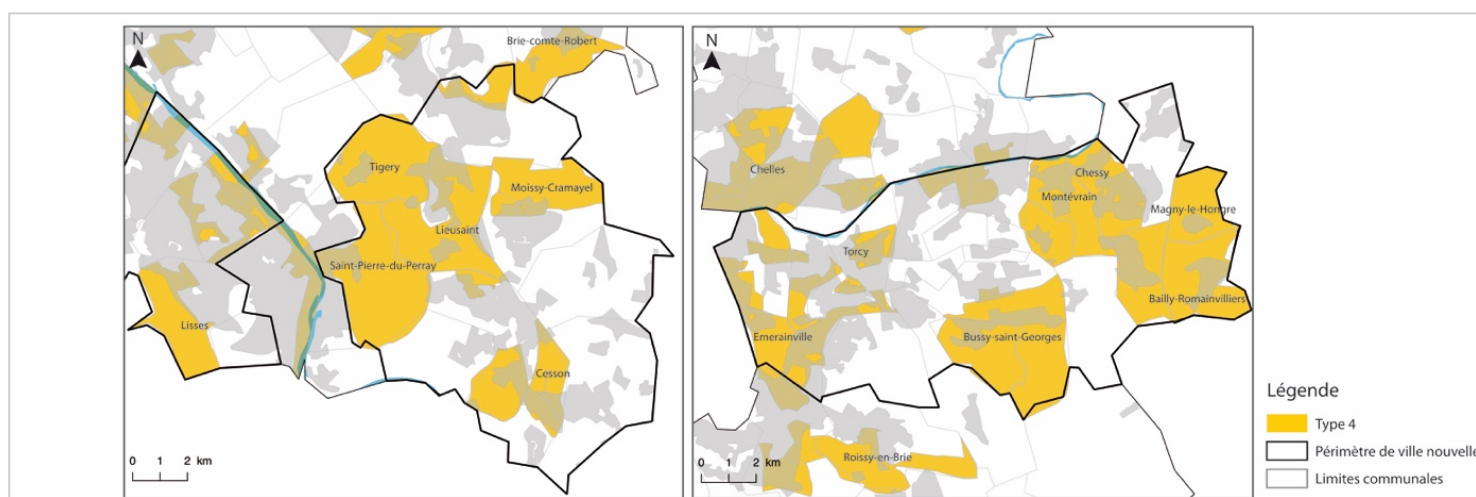 N
Brie-comte-Robert
Tigery
Moissy-Cramayel
Lieusaint
Saint-Pierre-du-Perray
Lisses
Cesson
0 1 2 km
N
Chelles
Chessy
Montévrain
Magny-le-Hongre
Torcy
Bailly-Romainvilliers
Emerainville
Bussy-saint-Georges
Roissy-en-Brie
0 1 2 km
Légende
Type 4
Périmètre de ville nouvelle
Limites communales